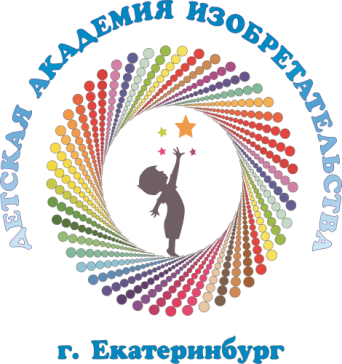 ДЕТСКАЯ АКАДЕМИЯ ИЗОБРЕТАТЕЛЬСТВА
г. Екатеринбург